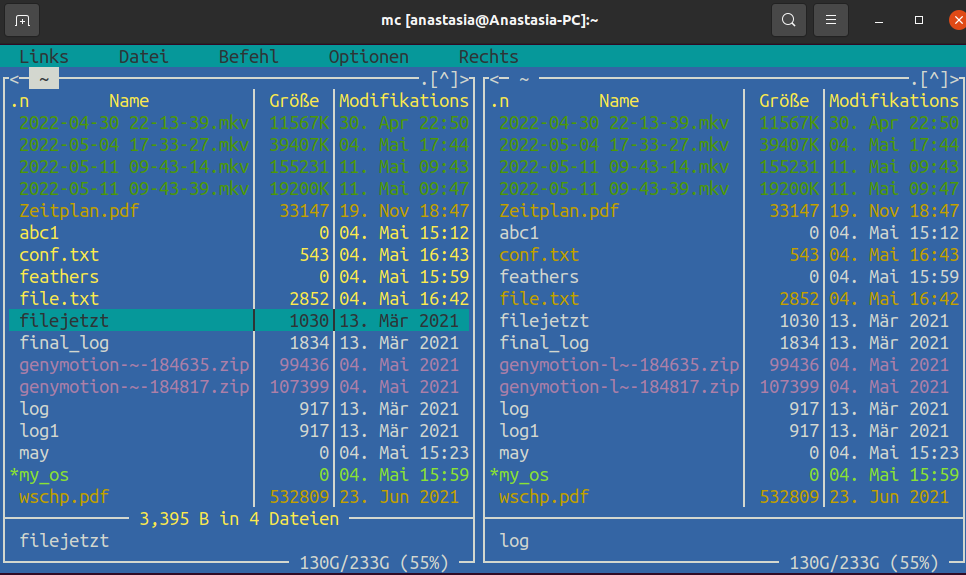 mc [anastasia@Anastasia-PC]:~
Links Datei Befehl Optionen Rechts
<- ~ .[^]> <- ~ .[^]>
.n Name Größe Modifikations .n Name Größe Modifikations
2022-04-30 22-13-39.mkv 11567K 30. Apr 22:50 2022-04-30 22-13-39.mkv 11567K 30. Apr 22:50
2022-05-04 17-33-27.mkv 39407K 04. Mai 17:44 2022-05-04 17-33-27.mkv 39407K 04. Mai 17:44
2022-05-11 09-43-14.mkv 155231 11. Mai 09:43 2022-05-11 09-43-14.mkv 155231 11. Mai 09:43
2022-05-11 09-43-39.mkv 19200K 11. Mai 09:47 2022-05-11 09-43-39.mkv 19200K 11. Mai 09:47
Zeitplan.pdf 33147 19. Nov 18:47 Zeitplan.pdf 33147 19. Nov 18:47
abc1 0 04. Mai 15:12 abc1 0 04. Mai 15:12
conf.txt 543 04. Mai 16:43 conf.txt 543 04. Mai 16:43
feathers 0 04. Mai 15:59 feathers 0 04. Mai 15:59
file.txt 2852 04. Mai 16:42 file.txt 2852 04. Mai 16:42
filejetzt 1030 13. Mär 2021 filejetzt 1030 13. Mär 2021
final_log 1834 13. Mär 2021 final_log 1834 13. Mär 2021
genymotion-~-184635.zip 99436 04. Mai 2021 genymotion-l~-184635.zip 99436 04. Mai 2021
genymotion-~-184817.zip 107399 04. Mai 2021 genymotion-l~-184817.zip 107399 04. Mai 2021
log 917 13. Mär 2021 log 917 13. Mär 2021
log1 917 13. Mär 2021 log1 917 13. Mär 2021
may 0 04. Mai 15:23 may 0 04. Mai 15:23
*my_os 0 04. Mai 15:59 *my_os 0 04. Mai 15:59
wschp.pdf 532809 23. Jun 2021 wschp.pdf 532809 23. Jun 2021
3,395 B in 4 Dateien
filejetzt log
130G/233G (55%) 130G/233G (55%)